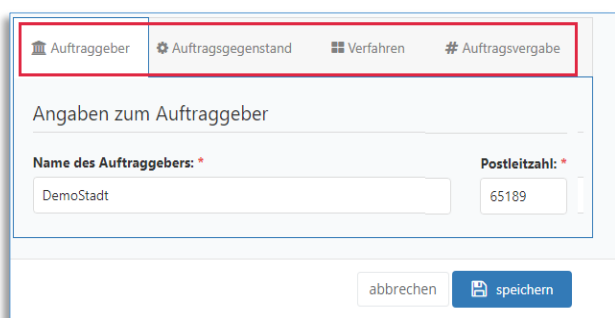 Auftraggeber Auftragsgegenstand Verfahren # Auftragsvergabe
Angaben zum Auftraggeber
Name des Auftraggebers: * Postleitzahl: *
DemoStadt 65189
abbrechen speichern